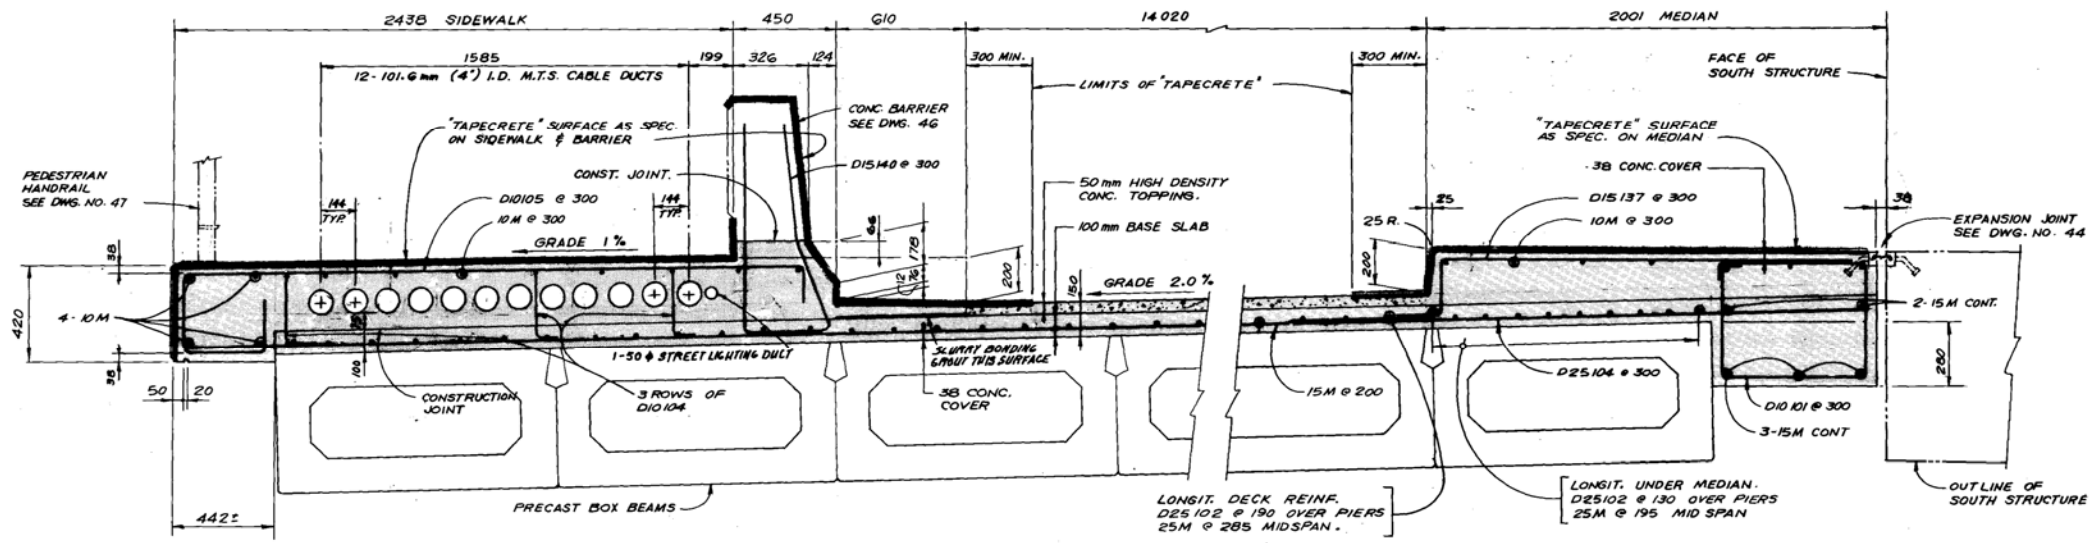 2438 SIDEWALK
450
610
14020
2001 MEDIAN
1585
199
326
124
300 MIN.
300 MIN.
12-101.6mm (4") I.D. M.T.S. CABLE DUCTS
FACE OF
SOUTH STRUCTURE
LIMITS OF "TAPECRETE"
CONC. BARRIER
SEE DWG. 46
"TAPECRETE" SURFACE AS SPEC.
ON SIDEWALK & BARRIER
"TAPECRETE" SURFACE
AS SPEC. ON MEDIAN
38 CONC. COVER
D15140 @ 300
CONST. JOINT.
PEDESTRIAN
HANDRAIL
SEE DWG. NO. 47
D10105 @ 300
10M @ 300
144
TYP.
144
TYP.
50mm HIGH DENSITY
CONC. TOPPING.
D15137 @ 300
10M @ 300
25
25 R.
38
EXPANSION JOINT
SEE DWG. NO. 44
100mm BASE SLAB
GRADE 1%
38
178
76
12
200
200
150
GRADE 2.0%
420
4-10M
2-15M CONT.
100
1-50 φ STREET LIGHTING DUCT
SLURRY BONDING
GROUT THIS SURFACE
38
50
20
CONSTRUCTION
JOINT
3 ROWS OF
D10104
38 CONC.
COVER
15M @ 200
D25104 @ 300
280
D10101 @ 300
3-15M CONT
PRECAST BOX BEAMS
442±
LONGIT. DECK REINF.
D25102 @ 190 OVER PIERS
25M @ 285 MIDSPAN.
LONGIT. UNDER MEDIAN.
D25102 @ 130 OVER PIERS
25M @ 195 MID SPAN
OUTLINE OF
SOUTH STRUCTURE